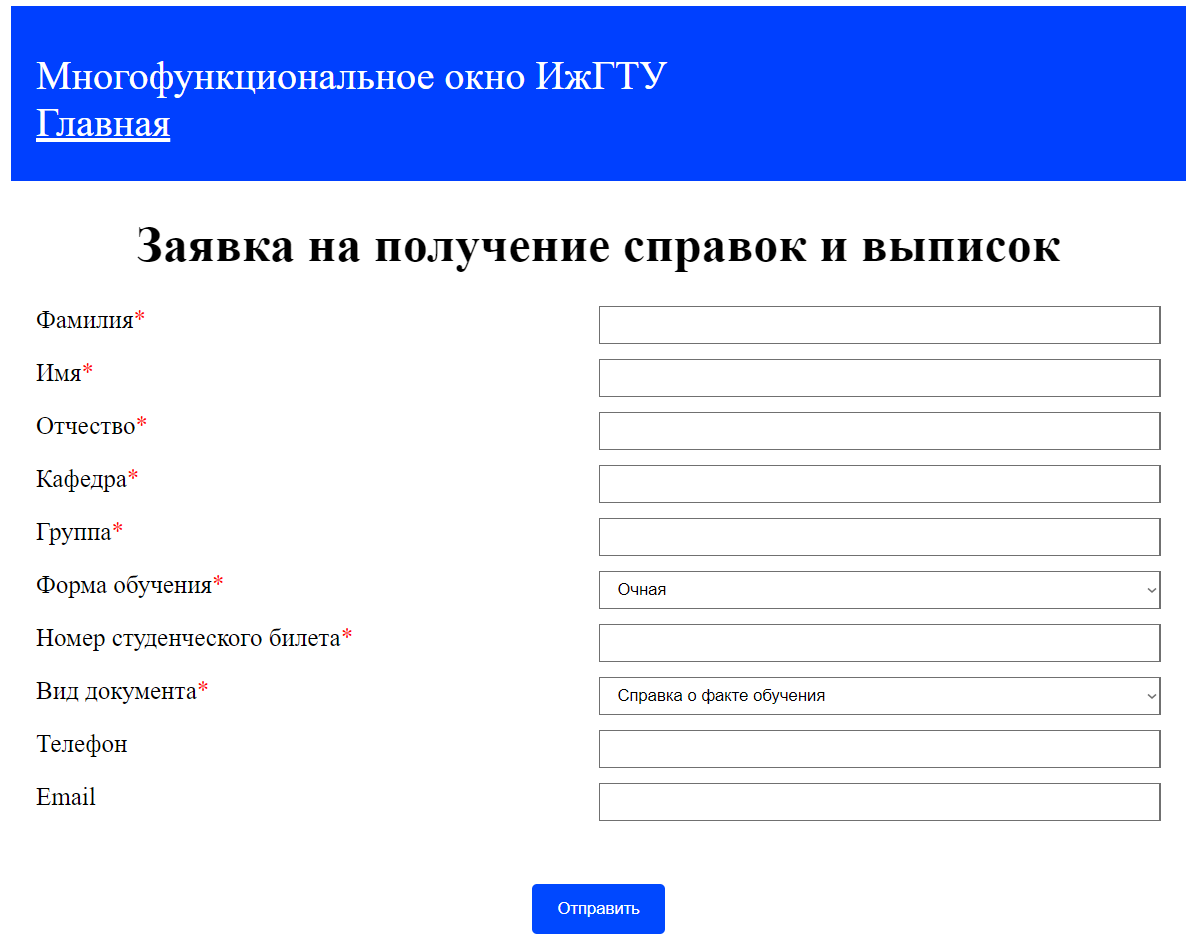 Многофункциональное окно ИжГТУ
Главная
Заявка на получение справок и выписок
Фамилия*
Имя*
Отчество*
Кафедра*
Группа*
Форма обучения* Очная
Номер студенческого билета*
Вид документа* Справка о факте обучения
Телефон
Email
Отправить